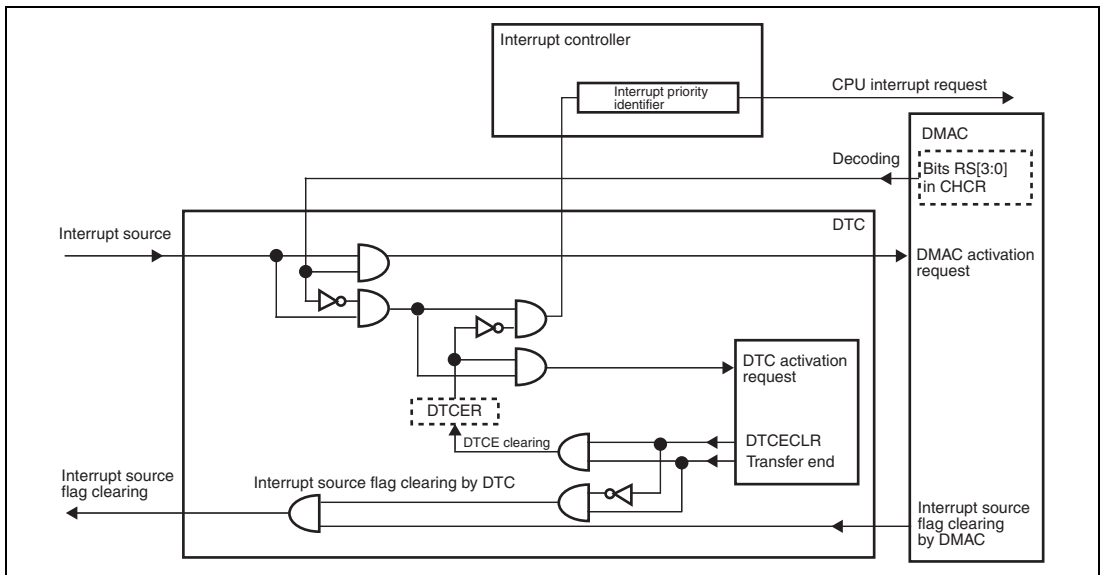 Interrupt controller
Interrupt priority
identifier
CPU interrupt request
DMAC
Decoding
Bits RS[3:0]
in CHCR
DTC
Interrupt source
DMAC activation
request
DTC activation
request
DTCER
DTCE clearing
DTCECLR
Transfer end
Interrupt source
flag clearing
Interrupt source flag clearing by DTC
Interrupt source
flag clearing
by DMAC